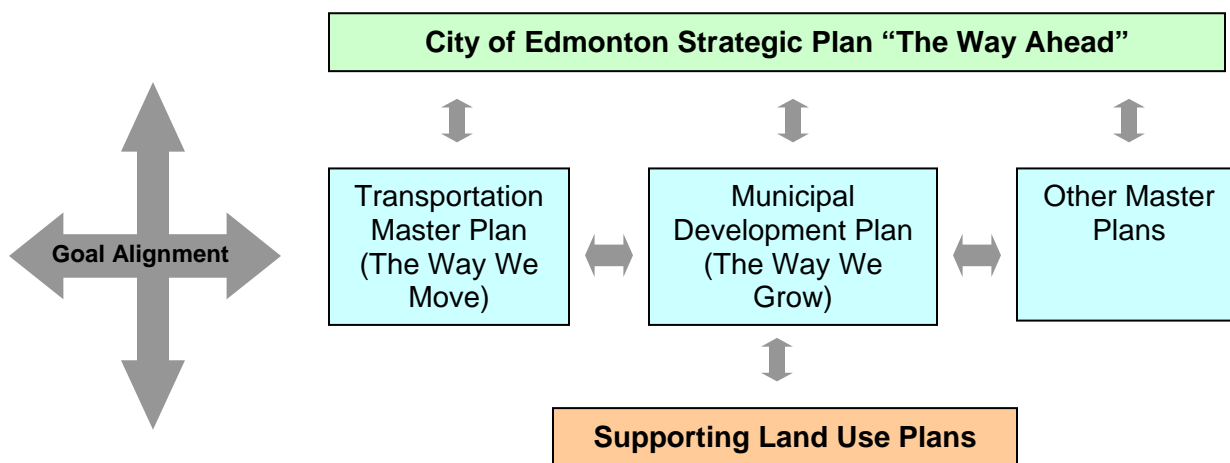 City of Edmonton Strategic Plan “The Way Ahead”
Goal Alignment
Transportation
Master Plan
(The Way We
Move)
Municipal
Development Plan
(The Way We
Grow)
Other Master
Plans
Supporting Land Use Plans